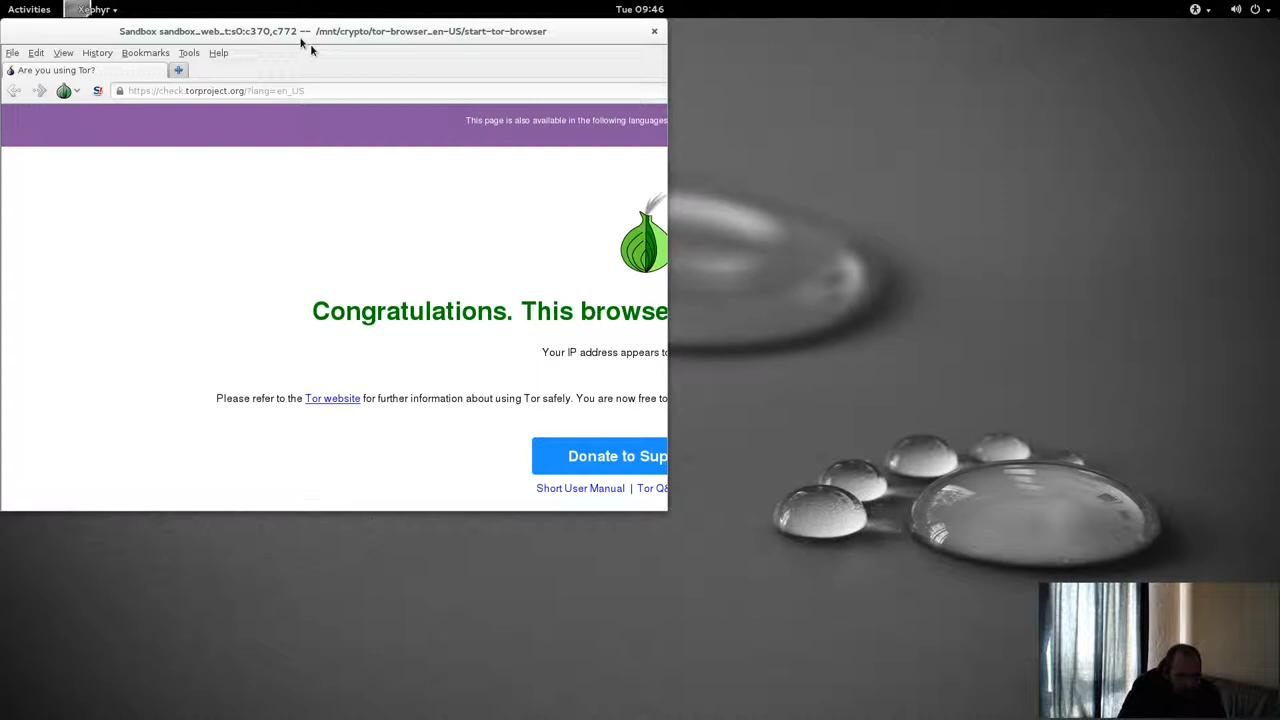 Activities Xephyr Tue 09:46
Sandbox sandbox_web_t:s0:c370,c772 -- /mnt/crypto/tor-browser_en-US/start-tor-browser
File Edit View History Bookmarks Tools Help
Are you using Tor?
https://check.torproject.org/?lang=en_US
This page is also available in the following languages
Congratulations. This browse
Your IP address appears to
Please refer to the Tor website for further information about using Tor safely. You are now free to
Donate to Sup
Short User Manual | Tor Q&